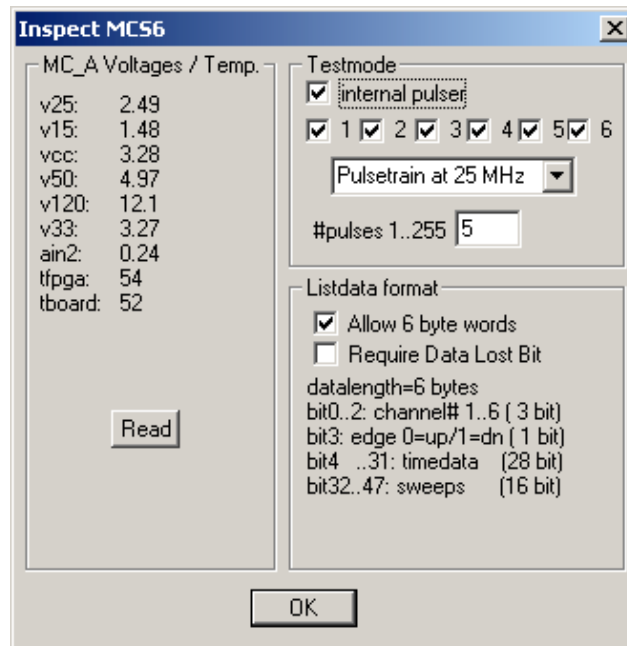 Inspect MCS6
MC_A Voltages / Temp.
v25: 2.49
v15: 1.48
vcc: 3.28
v50: 4.97
v120: 12.1
v33: 3.27
ain2: 0.24
tfpga: 54
tboard: 52
Read
Testmode
internal pulser
1 2 3 4 5 6
Pulsetrain at 25 MHz
#pulses 1..255 5
Listdata format
Allow 6 byte words
Require Data Lost Bit
datalength=6 bytes
bit0..2: channel# 1..6 ( 3 bit)
bit3: edge 0=up/1=dn ( 1 bit)
bit4 ..31: timedata (28 bit)
bit32..47: sweeps (16 bit)
OK